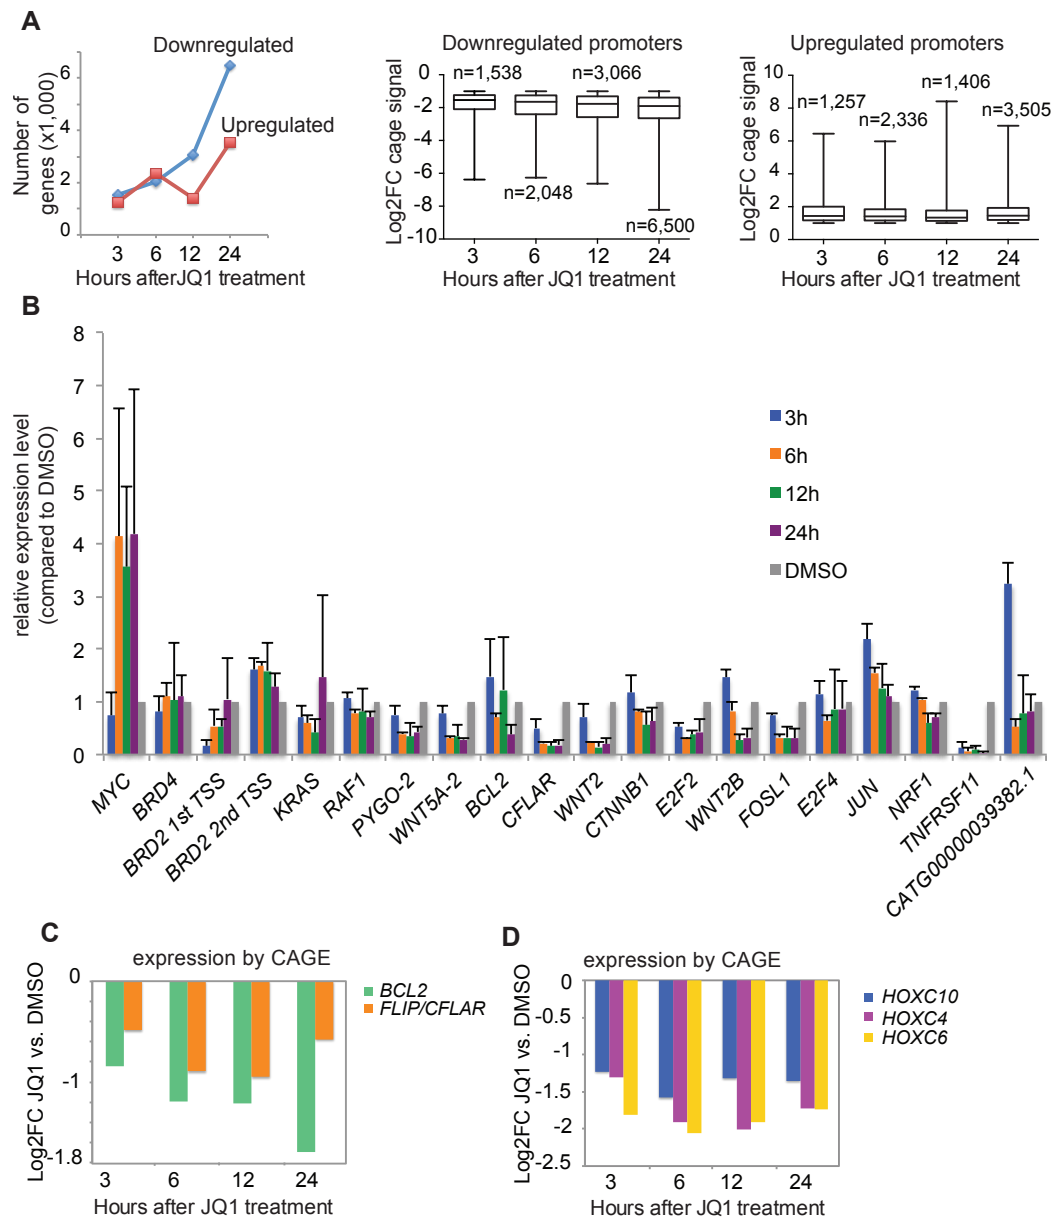 A
Downregulated
Upregulated
Number of
genes (x1,000)
6
4
2
0
3 6 12 24
Hours afterJQ1 treatment
Downregulated promoters
Log2FC cage signal
0
-2
-4
-6
-8
-10
n=1,538
n=3,066
n=2,048
n=6,500
3 6 12 24
Hours after JQ1 treatment
Upregulated promoters
Log2FC cage signal
10
8
6
4
2
0
n=1,257
n=2,336
n=1,406
n=3,505
3 6 12 24
Hours after JQ1 treatment
B
relative expression level
(compared to DMSO)
8
7
6
5
4
3
2
1
0
3h
6h
12h
24h
DMSO
MYC
BRD4
BRD2 1st TSS
BRD2 2nd TSS
KRAS
RAF1
PYGO-2
WNT5A-2
BCL2
CFLAR
WNT2
CTNNB1
E2F2
WNT2B
FOSL1
E2F4
JUN
NRF1
TNFRSF11
CATG00000039382.1
C
expression by CAGE
Log2FC JQ1 vs. DMSO
0
-1
-1.8
BCL2
FLIP/CFLAR
3 6 12 24
Hours after JQ1 treatment
D
expression by CAGE
Log2FC JQ1 vs. DMSO
0
-0.5
-1
-1.5
-2
-2.5
HOXC10
HOXC4
HOXC6
3 6 12 24
Hours after JQ1 treatment